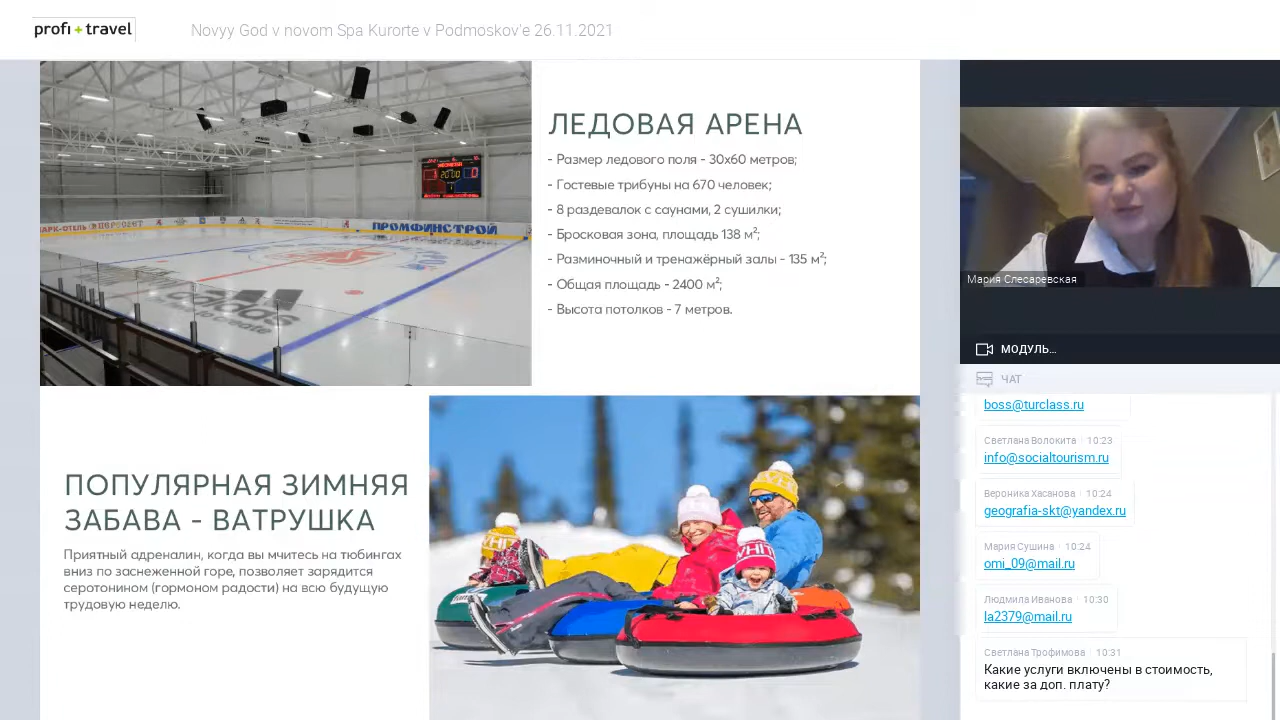 profi + travel
Novyy God v novom Spa Kurorte v Podmoskov'e 26.11.2021
ПРОМФИНСТРОЙ
20:00
adidas
ЛЕДОВАЯ АРЕНА
- Размер ледового поля - 30х60 метров;
- Гостевые трибуны на 670 человек;
- 8 раздевалок с саунами, 2 сушилки;
- Бросковая зона, площадь 138 м²;
- Разминочный и тренажёрный залы - 135 м²;
- Общая площадь - 2400 м²;
- Высота потолков - 7 метров.
ПОПУЛЯРНАЯ ЗИМНЯЯ
ЗАБАВА - ВАТРУШКА
Приятный адреналин, когда вы мчитесь на тюбингах
вниз по заснеженной горе, позволяет зарядится
серотонином (гормоном радости) на всю будущую
трудовую неделю.
Мария Слесаревская
МОДУЛЬ...
ЧАТ
boss@turclass.ru
Светлана Волокита · 10:23
info@socialtourism.ru
Вероника Хасанова · 10:24
geografia-skt@yandex.ru
Мария Сушина · 10:24
omi_09@mail.ru
Людмила Иванова · 10:30
la2379@mail.ru
Светлана Трофимова · 10:31
Какие услуги включены в стоимость,
какие за доп. плату?